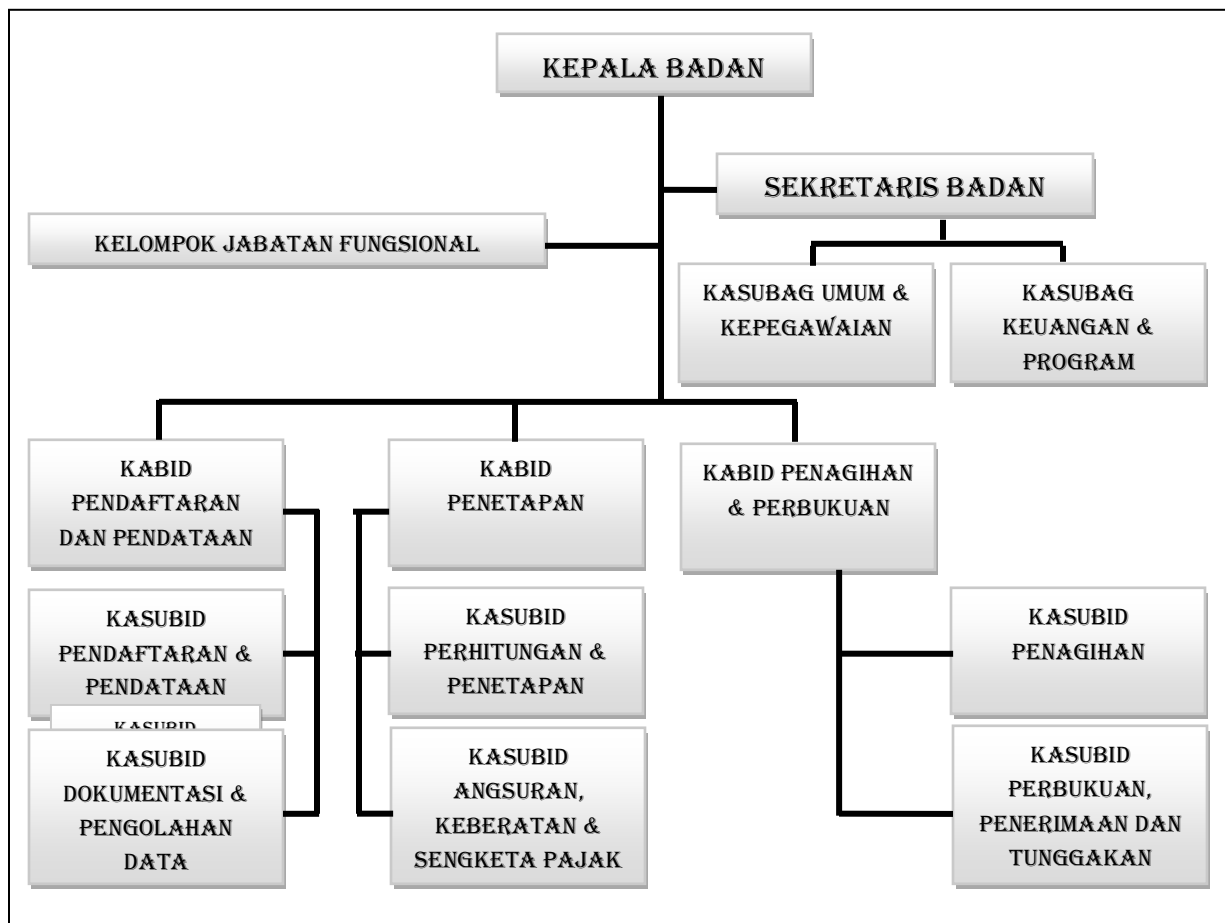 KEPALA BADAN
SEKRETARIS BADAN
KELOMPOK JABATAN FUNGSIONAL
KASUBAG UMUM &
KEPEGAWAIAN
KASUBAG
KEUANGAN &
PROGRAM
KABID
PENDAFTARAN
DAN PENDATAAN
KABID
PENETAPAN
KABID PENAGIHAN
& PERBUKUAN
KASUBID
PENDAFTARAN &
PENDATAAN
KASUBID
PERHITUNGAN &
PENETAPAN
KASUBID
PENAGIHAN
KASUBID
KASUBID
DOKUMENTASI &
PENGOLAHAN
DATA
KASUBID
ANGSURAN,
KEBERATAN &
SENGKETA PAJAK
KASUBID
PERBUKUAN,
PENERIMAAN DAN
TUNGGAKAN